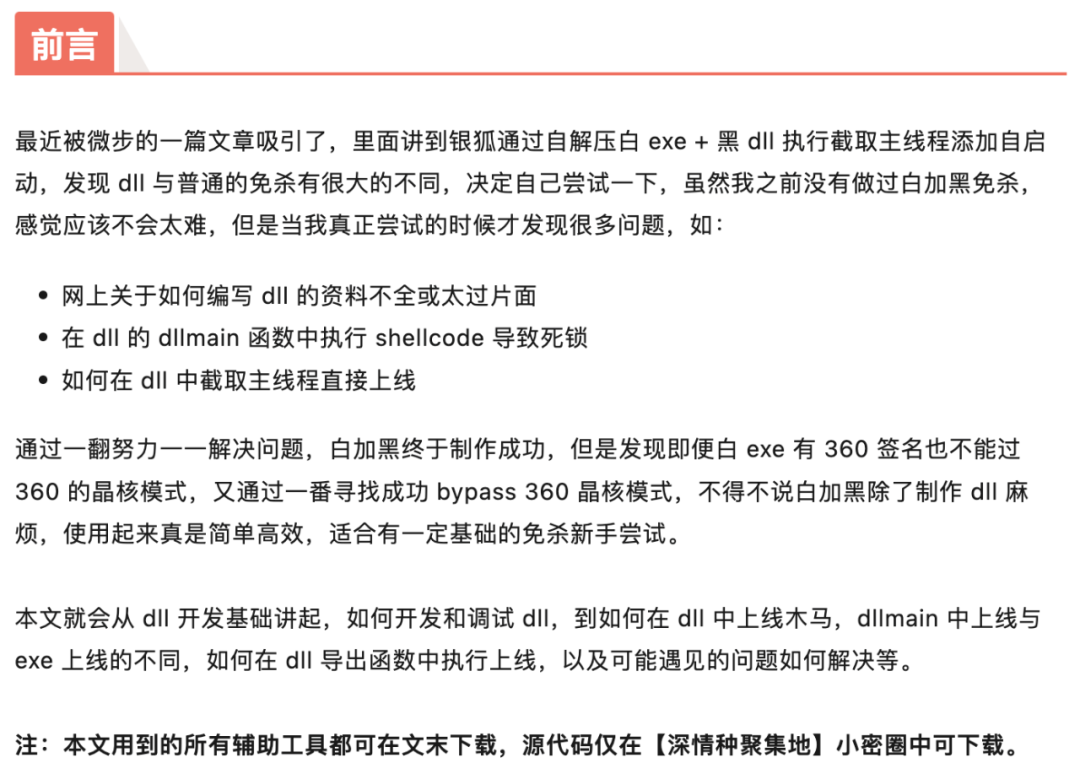 前言
最近被微步的一篇文章吸引了，里面讲到银狐通过自解压白 exe + 黑 dll 执行截取主线程添加自启
动，发现 dll 与普通的免杀有很大的不同，决定自己尝试一下，虽然我之前没有做过白加黑免杀，
感觉应该不会太难，但是当我真正尝试的时候才发现很多问题，如：
• 网上关于如何编写 dll 的资料不全或太过片面
• 在 dll 的 dllmain 函数中执行 shellcode 导致死锁
• 如何在 dll 中截取主线程直接上线
通过一翻努力一一解决问题，白加黑终于制作成功，但是发现即便白 exe 有 360 签名也不能过
360 的晶核模式，又通过一番寻找成功 bypass 360 晶核模式，不得不说白加黑除了制作 dll 麻
烦，使用起来真是简单高效，适合有一定基础的免杀新手尝试。
本文就会从 dll 开发基础讲起，如何开发和调试 dll，到如何在 dll 中上线木马，dllmain 中上线与
exe 上线的不同，如何在 dll 导出函数中执行上线，以及可能遇见的问题如何解决等。
注：本文用到的所有辅助工具都可在文末下载，源代码仅在【深情种聚集地】小密圈中可下载。